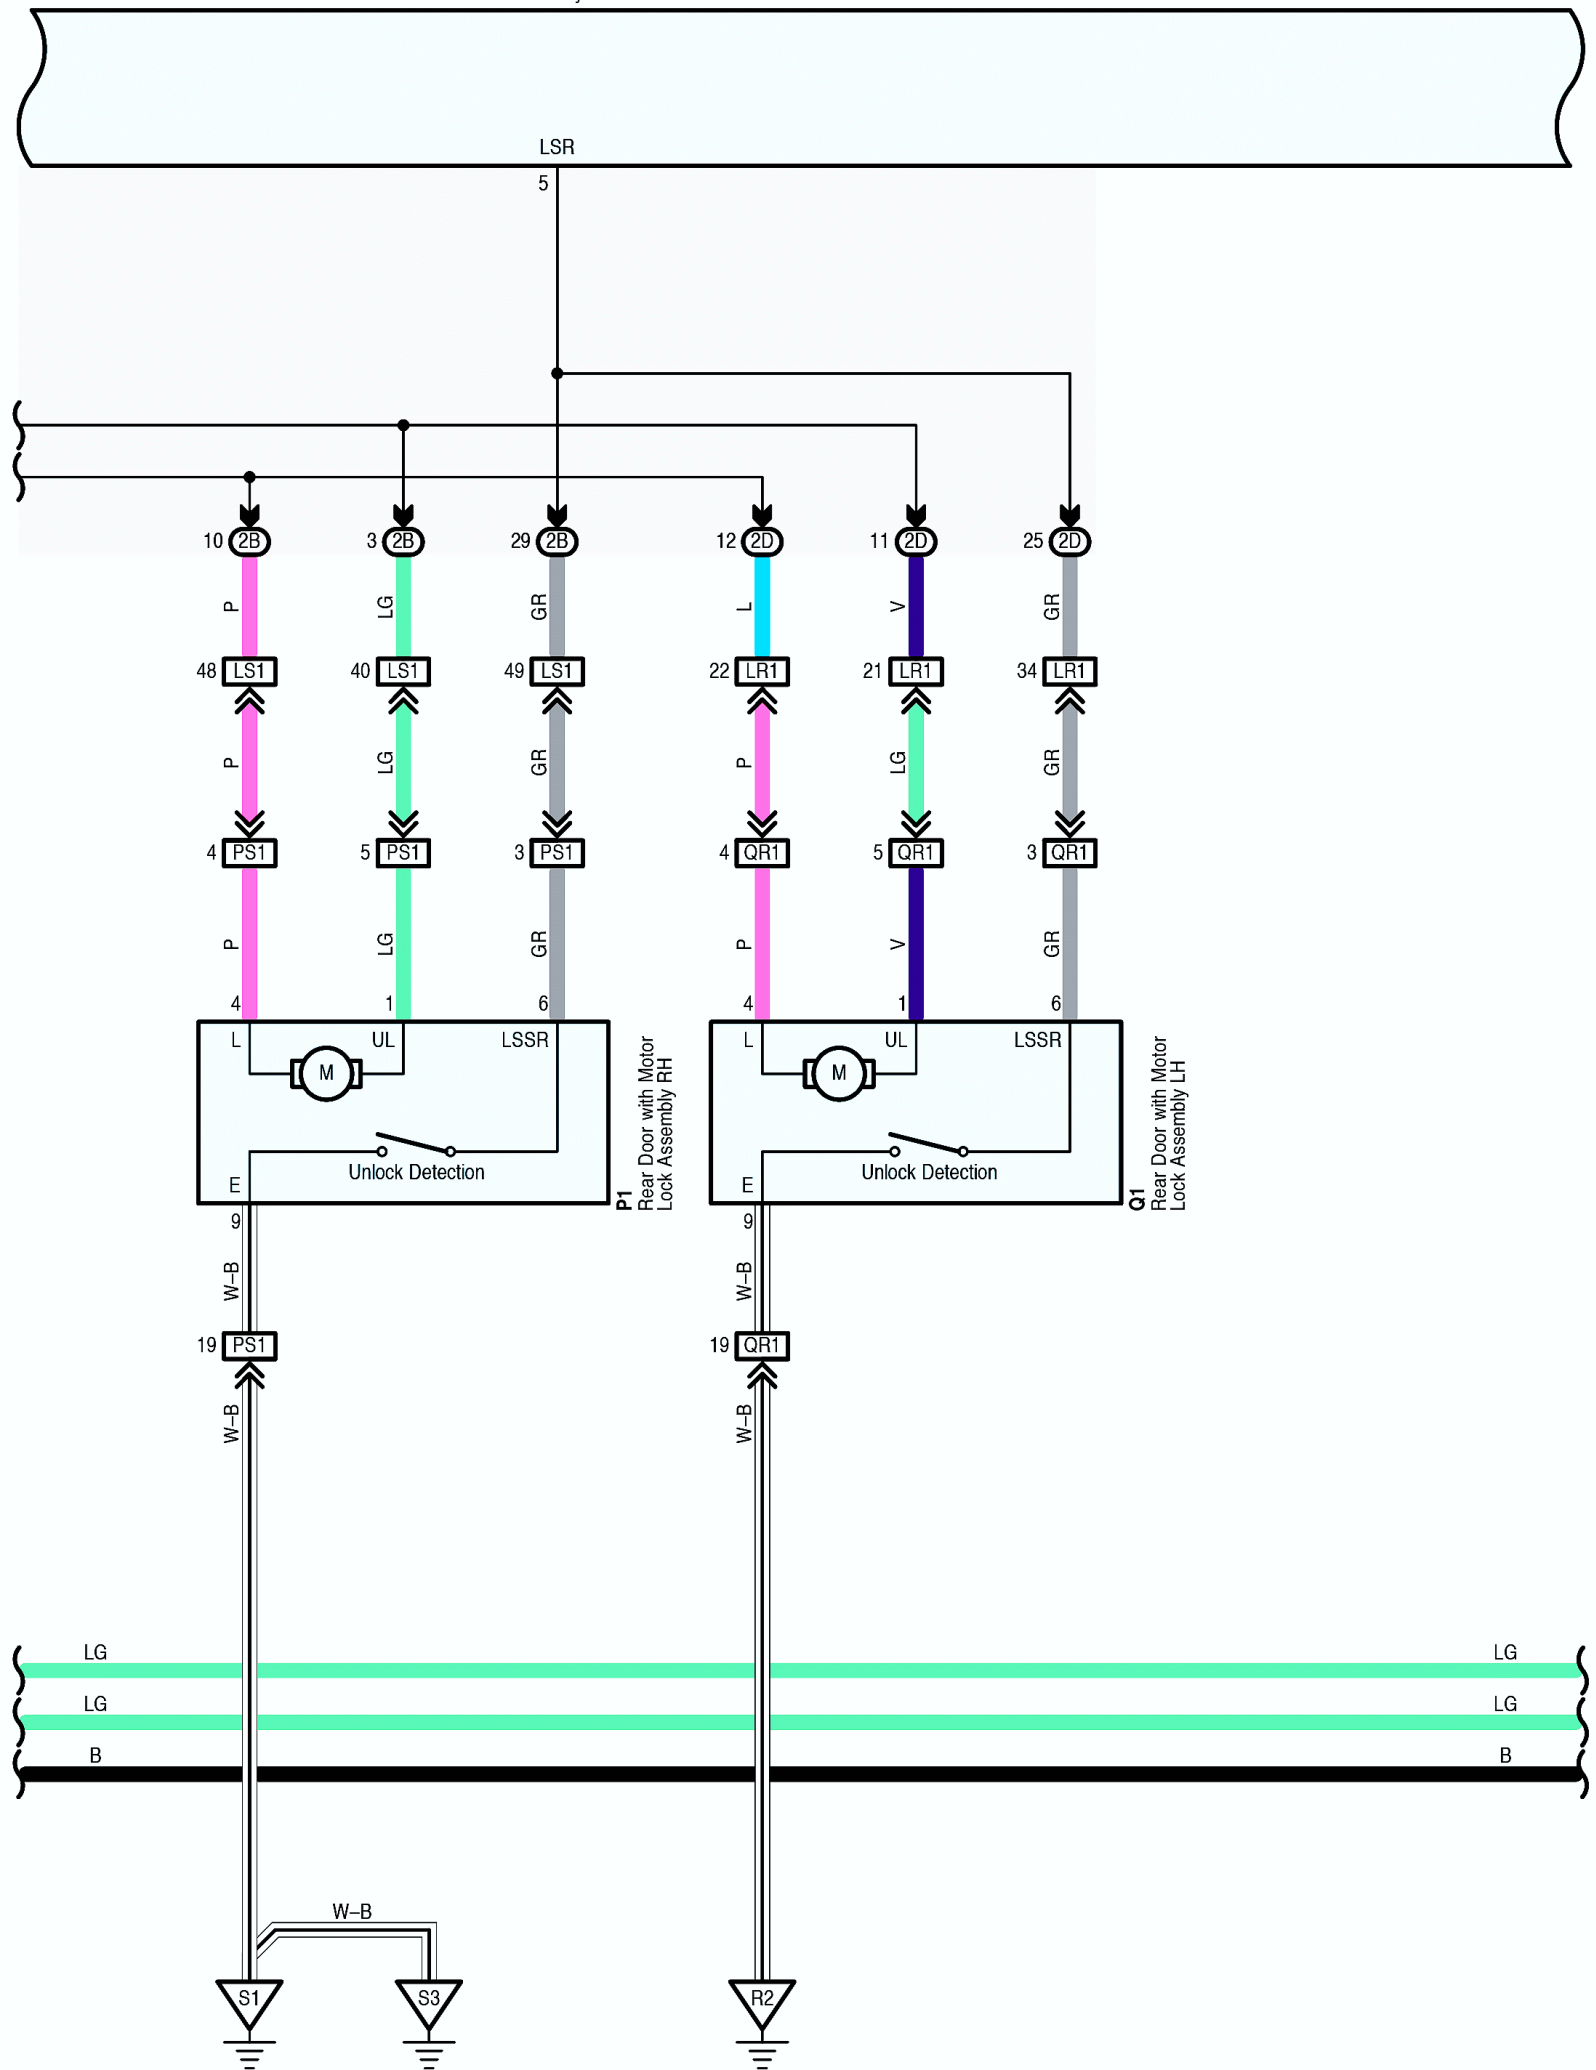 LSR
5
10 2B 3 2B 29 2B 12 2D 11 2D 25 2D
P LG GR L V GR
48 LS1 40 LS1 49 LS1 22 LR1 21 LR1 34 LR1
P LG GR P LG GR
4 PS1 5 PS1 3 PS1 4 QR1 5 QR1 3 QR1
P LG GR P V GR
4 1 6 4 1 6
L UL LSSR L UL LSSR
M M
Unlock Detection Unlock Detection
E E
P1
Rear Door with Motor
Lock Assembly RH
Q1
Rear Door with Motor
Lock Assembly LH
9 9
W–B W–B
19 PS1 19 QR1
W–B W–B
LG LG
LG LG
B B
W–B
S1 S3 R2